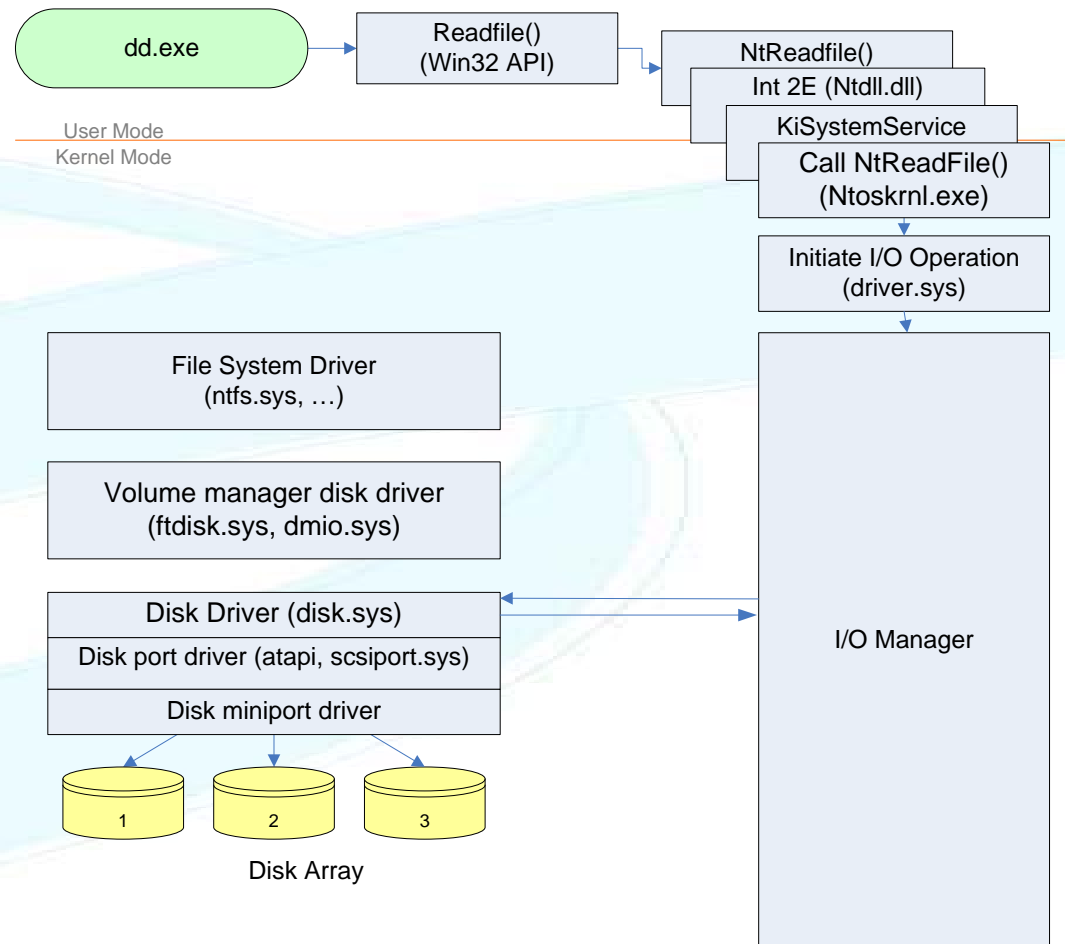 dd.exe
Readfile()
(Win32 API)
NtReadfile()
Int 2E (Ntdll.dll)
KiSystemService
Call NtReadFile()
(Ntoskrnl.exe)
User Mode
Kernel Mode
Initiate I/O Operation
(driver.sys)
File System Driver
(ntfs.sys, …)
Volume manager disk driver
(ftdisk.sys, dmio.sys)
Disk Driver (disk.sys)
Disk port driver (atapi, scsiport.sys)
Disk miniport driver
I/O Manager
1
2
3
Disk Array